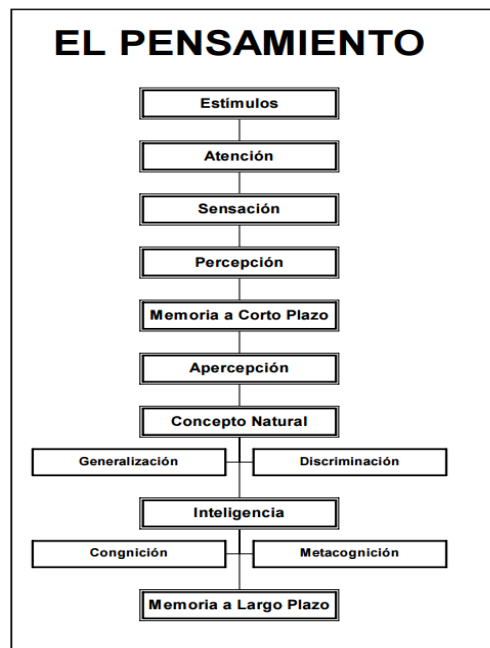 EL PENSAMIENTO
Estimulos
Atención
Sensación
Percepción
Memoria a Corto Plazo
Apercepción
Concepto Natural
Generalización
Discriminación
Inteligencia
Congnición
Metacognición
Memoria a Largo Plazo